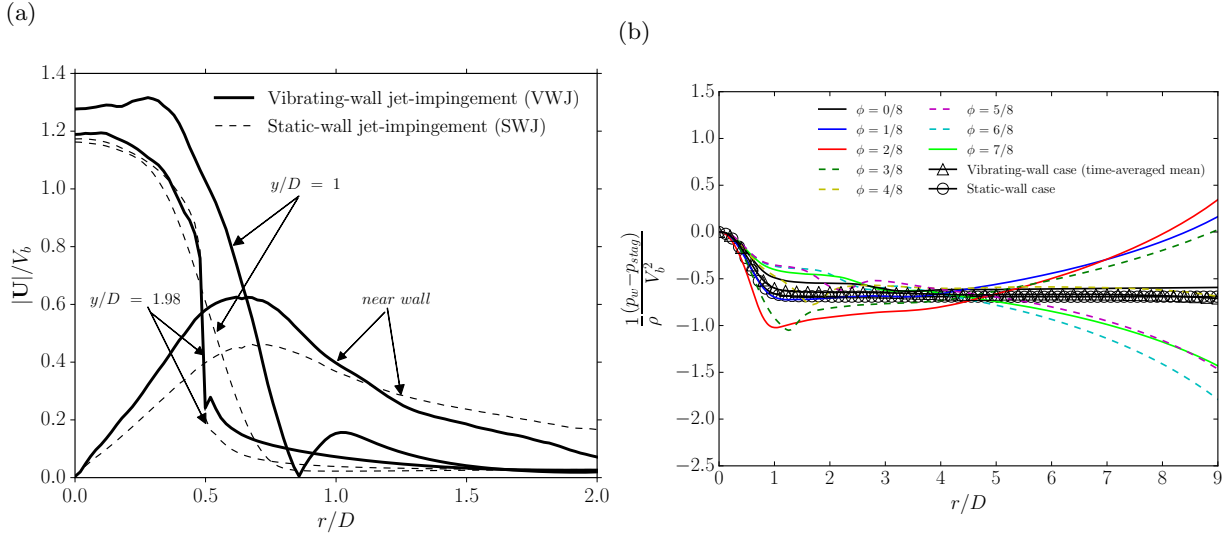 (a)
1.4
1.2
1.0
0.8
0.6
0.4
0.2
0.0
|U|/V_b
Vibrating-wall jet-impingement (VWJ)
Static-wall jet-impingement (SWJ)
y/D = 1
y/D = 1.98
near wall
0.0 0.5 1.0 1.5 2.0
r/D
(b)
1.5
1.0
0.5
0.0
−0.5
−1.0
−1.5
−2.0
−2.5
1/ρ (p_w−p_stag)/V_b^2
ϕ = 0/8
ϕ = 1/8
ϕ = 2/8
ϕ = 3/8
ϕ = 4/8
ϕ = 5/8
ϕ = 6/8
ϕ = 7/8
Vibrating-wall case (time-averaged mean)
Static-wall case
0 1 2 3 4 5 6 7 8 9
r/D